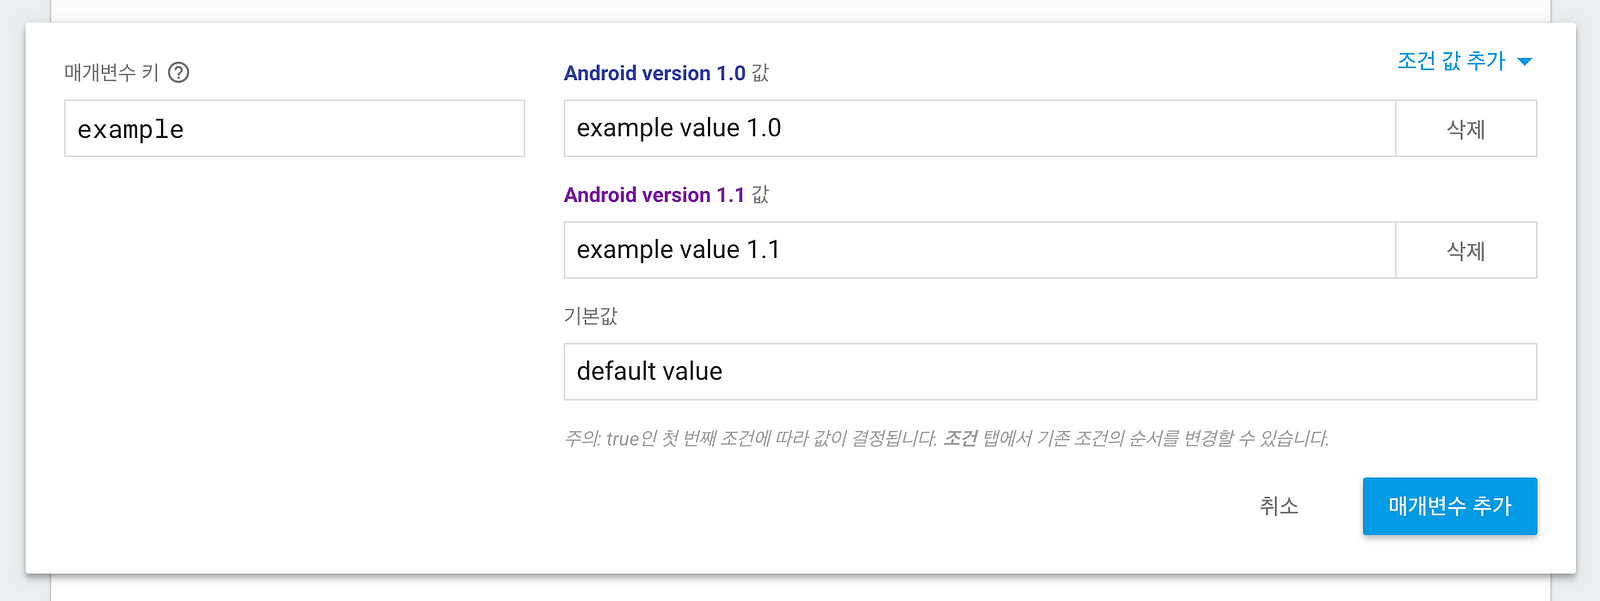 조건 값 추가
매개변수 키
example
Android version 1.0 값
example value 1.0
삭제
Android version 1.1 값
example value 1.1
삭제
기본값
default value
주의: true인 첫 번째 조건에 따라 값이 결정됩니다. 조건 탭에서 기존 조건의 순서를 변경할 수 있습니다.
취소
매개변수 추가